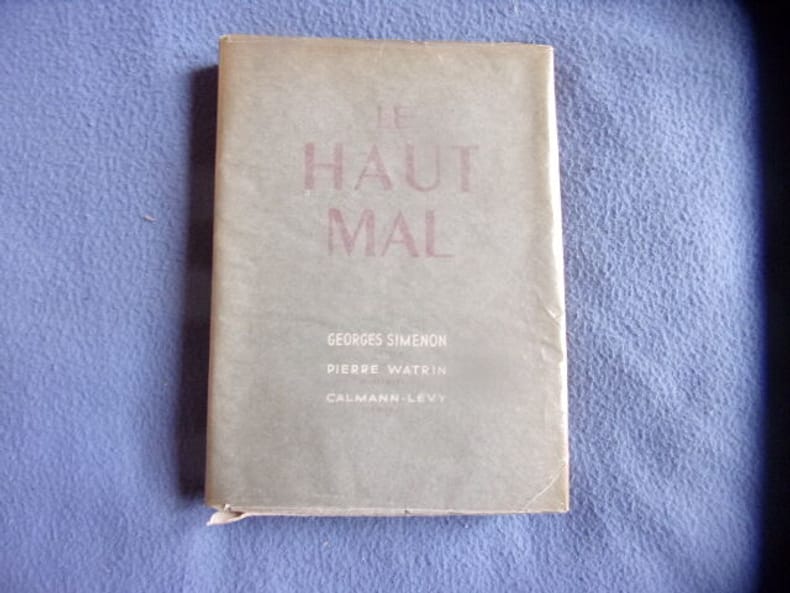 LE
HAUT
MAL
GEORGES SIMENON
PIERRE WATRIN
CALMANN-LÉVY